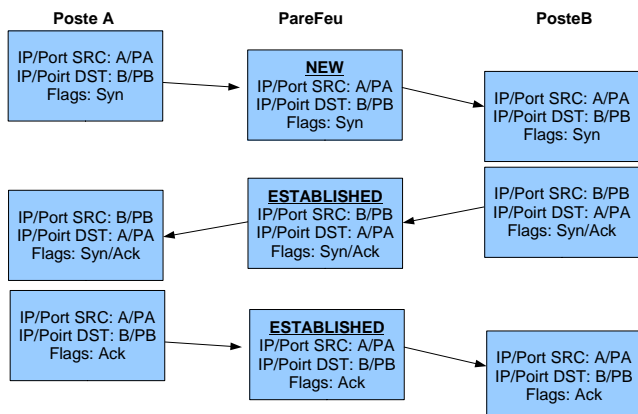 Poste A
PareFeu
PosteB
IP/Port SRC: A/PA
IP/Poirt DST: B/PB
Flags: Syn
NEW
IP/Port SRC: A/PA
IP/Poirt DST: B/PB
Flags: Syn
IP/Port SRC: A/PA
IP/Poirt DST: B/PB
Flags: Syn
IP/Port SRC: B/PB
IP/Poirt DST: A/PA
Flags: Syn/Ack
ESTABLISHED
IP/Port SRC: B/PB
IP/Poirt DST: A/PA
Flags: Syn/Ack
IP/Port SRC: B/PB
IP/Poirt DST: A/PA
Flags: Syn/Ack
IP/Port SRC: A/PA
IP/Poirt DST: B/PB
Flags: Ack
ESTABLISHED
IP/Port SRC: A/PA
IP/Poirt DST: B/PB
Flags: Ack
IP/Port SRC: A/PA
IP/Poirt DST: B/PB
Flags: Ack